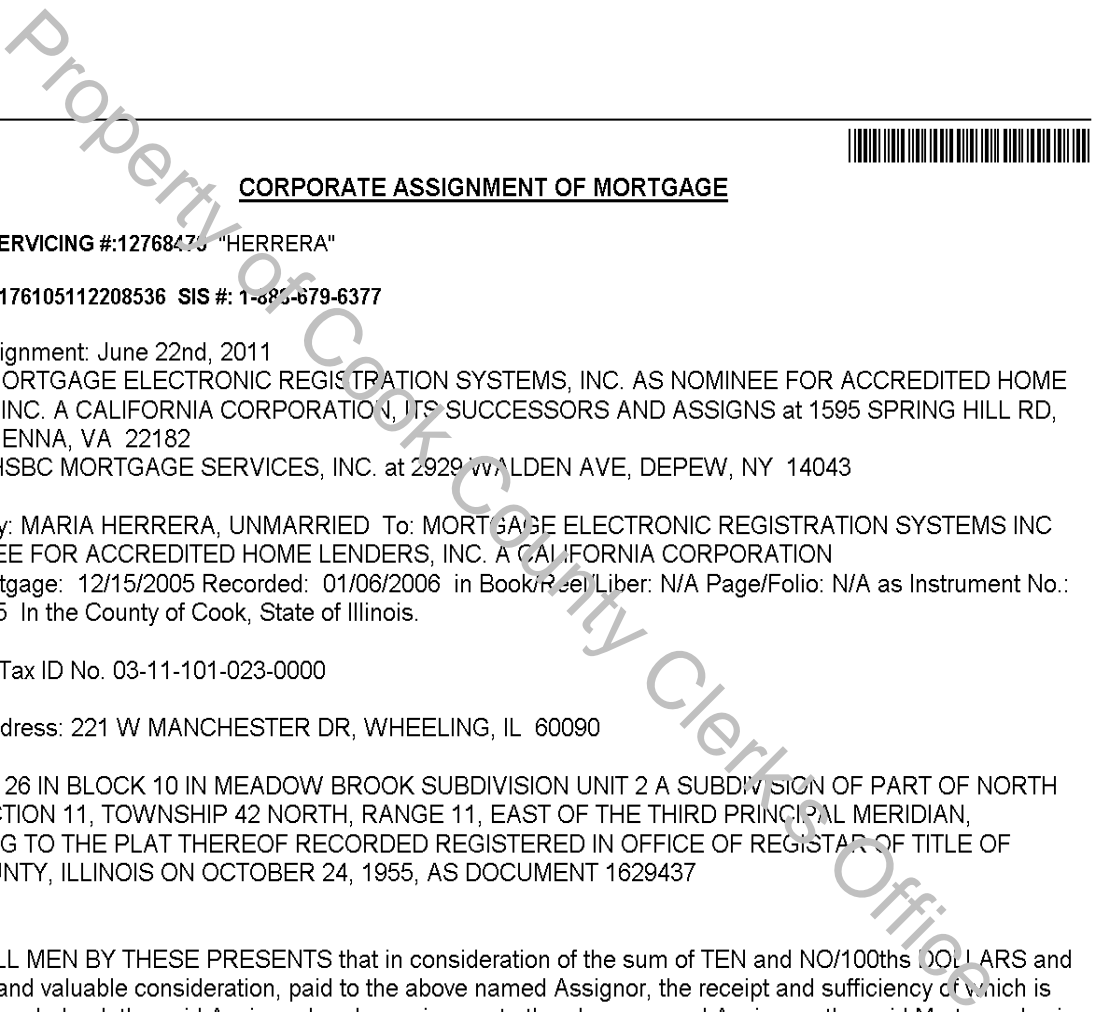 CORPORATE ASSIGNMENT OF MORTGAGE
ERVICING #: "HERRERA"
176105112208536 SIS #: 1-888-679-6377
ignment: June 22nd, 2011
ORTGAGE ELECTRONIC REGISTRATION SYSTEMS, INC. AS NOMINEE FOR ACCREDITED HOME
INC. A CALIFORNIA CORPORATION, ITS SUCCESSORS AND ASSIGNS at 1595 SPRING HILL RD,
ENNA, VA 22182
HSBC MORTGAGE SERVICES, INC. at 2929 WALDEN AVE, DEPEW, NY 14043
y: MARIA HERRERA, UNMARRIED To: MORTGAGE ELECTRONIC REGISTRATION SYSTEMS INC
EE FOR ACCREDITED HOME LENDERS, INC. A CALIFORNIA CORPORATION
tgage: 12/15/2005 Recorded: 01/06/2006 in Book/Reel/Liber: N/A Page/Folio: N/A as Instrument No.:
5 In the County of Cook, State of Illinois.
Tax ID No. 03-11-101-023-0000
dress: 221 W MANCHESTER DR, WHEELING, IL 60090
26 IN BLOCK 10 IN MEADOW BROOK SUBDIVISION UNIT 2 A SUBDIVISION OF PART OF NORTH
CTION 11, TOWNSHIP 42 NORTH, RANGE 11, EAST OF THE THIRD PRINCIPAL MERIDIAN,
G TO THE PLAT THEREOF RECORDED REGISTERED IN OFFICE OF REGISTAR OF TITLE OF
UNTY, ILLINOIS ON OCTOBER 24, 1955, AS DOCUMENT 1629437
LL MEN BY THESE PRESENTS that in consideration of the sum of TEN and NO/100ths DOLLARS and
and valuable consideration, paid to the above named Assignor, the receipt and sufficiency of which is
Property of Cook County Clerk's Office